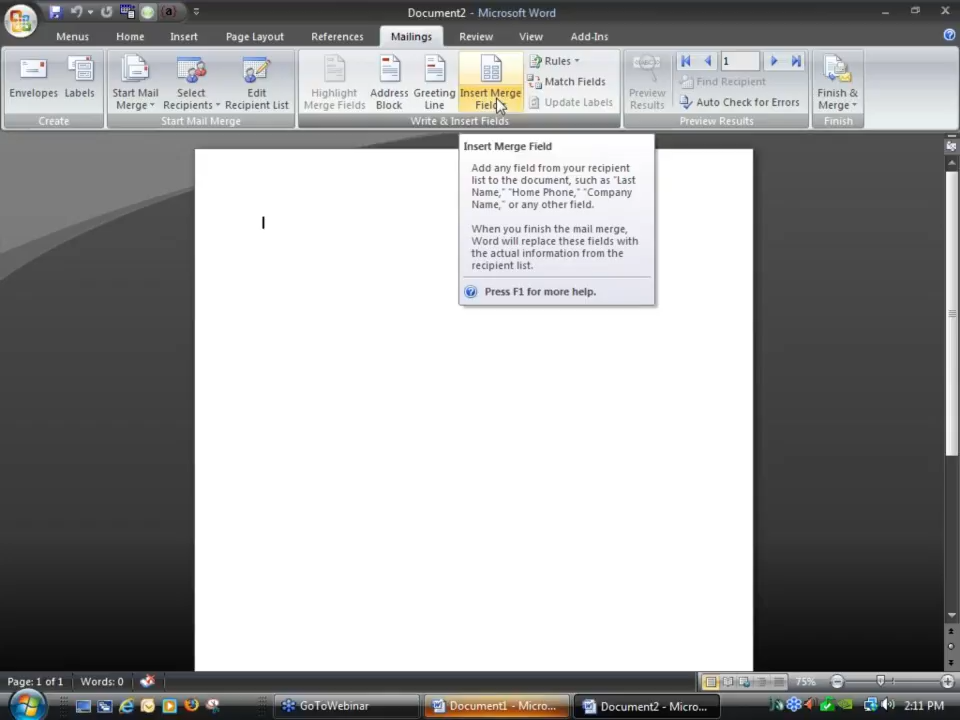 Document2 - Microsoft Word
Menus Home Insert Page Layout References Mailings Review View Add-Ins
Envelopes Labels Start Mail Merge Select Recipients Edit Recipient List Highlight Merge Fields Address Block Greeting Line Insert Merge Field Rules Match Fields Update Labels Preview Results 1 Find Recipient Auto Check for Errors Finish & Merge
Create Start Mail Merge Write & Insert Fields Preview Results Finish
Insert Merge Field
Add any field from your recipient
list to the document, such as "Last
Name," "Home Phone," "Company
Name," or any other field.
When you finish the mail merge,
Word will replace these fields with
the actual information from the
recipient list.
Press F1 for more help.
Page: 1 of 1 Words: 0 75%
GoToWebinar Document1 - Micros... Document2 - Micro... 2:11 PM